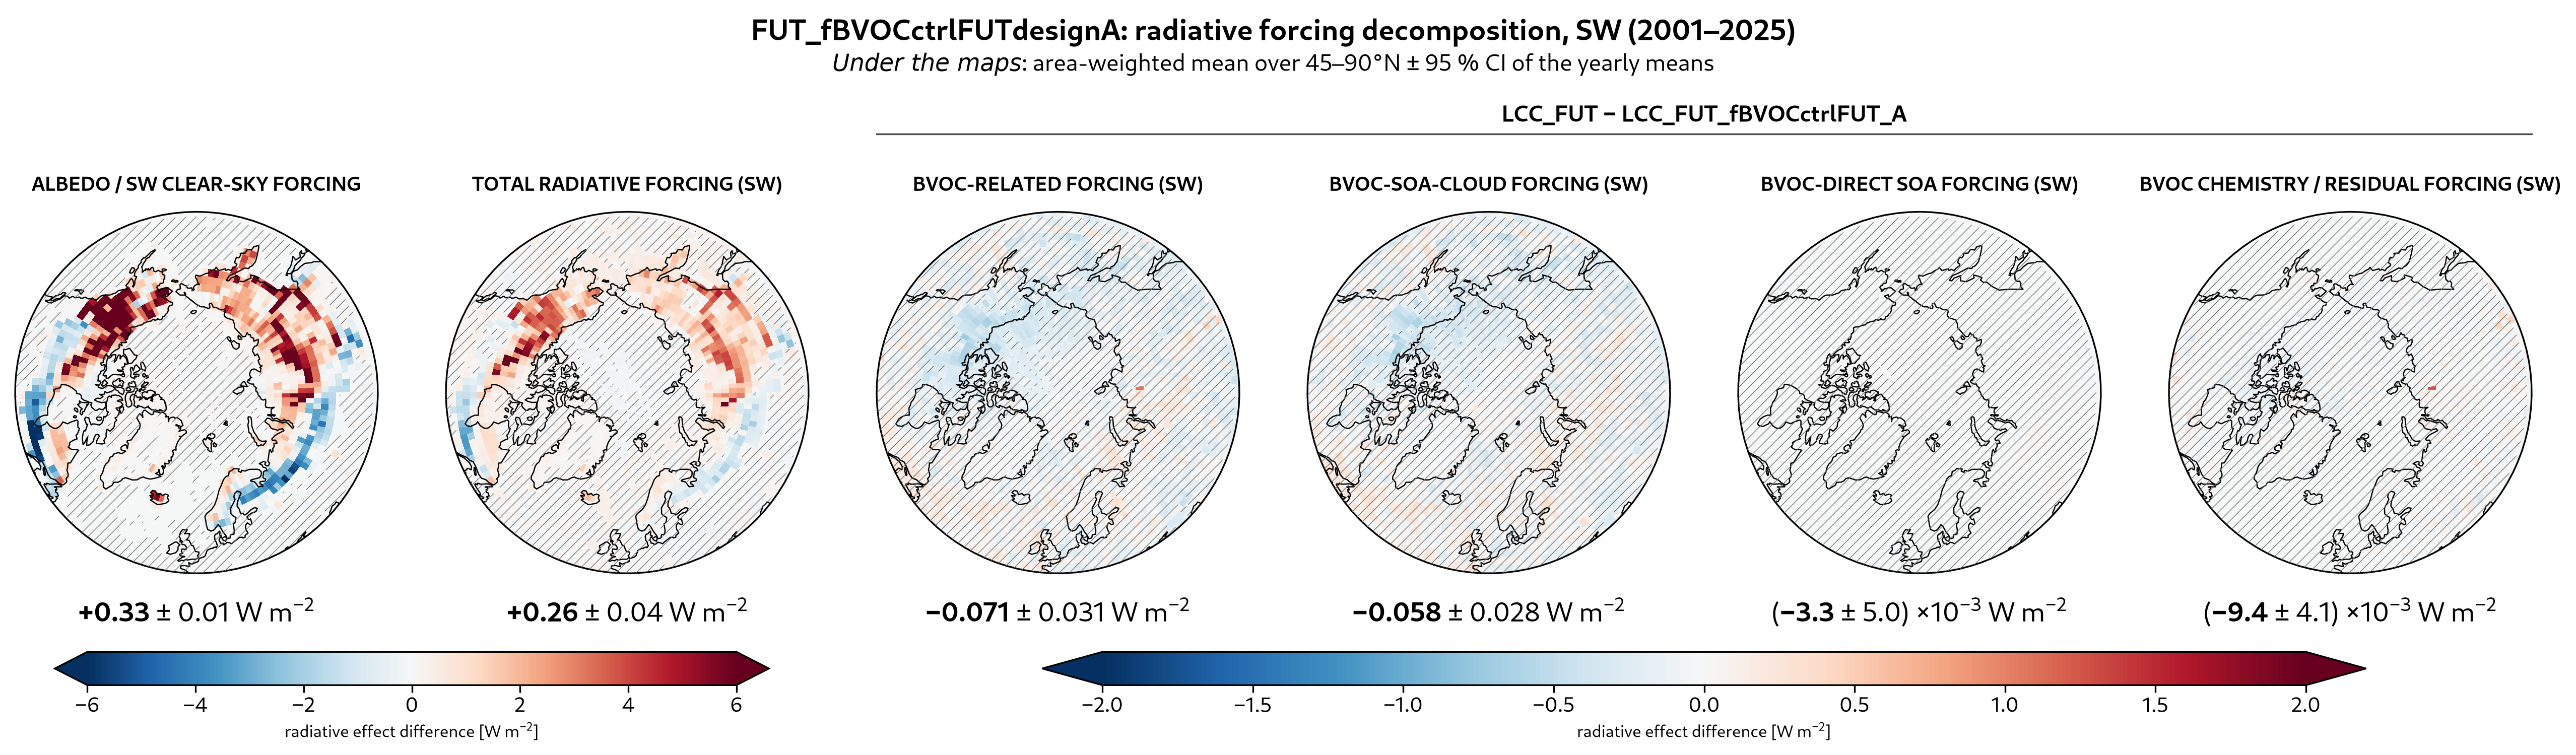 FUT_fBVOCctrlFUTdesignA: radiative forcing decomposition, SW (2001–2025)
Under the maps: area-weighted mean over 45–90°N ± 95 % CI of the yearly means
LCC_FUT − LCC_FUT_fBVOCctrlFUT_A
ALBEDO / SW CLEAR-SKY FORCING
TOTAL RADIATIVE FORCING (SW)
BVOC-RELATED FORCING (SW)
BVOC-SOA-CLOUD FORCING (SW)
BVOC-DIRECT SOA FORCING (SW)
BVOC CHEMISTRY / RESIDUAL FORCING (SW)
+0.33 ± 0.01 W m⁻²
+0.26 ± 0.04 W m⁻²
−0.071 ± 0.031 W m⁻²
−0.058 ± 0.028 W m⁻²
(−3.3 ± 5.0) ×10⁻³ W m⁻²
(−9.4 ± 4.1) ×10⁻³ W m⁻²
−6 −4 −2 0 2 4 6
radiative effect difference [W m⁻²]
−2.0 −1.5 −1.0 −0.5 0.0 0.5 1.0 1.5 2.0
radiative effect difference [W m⁻²]